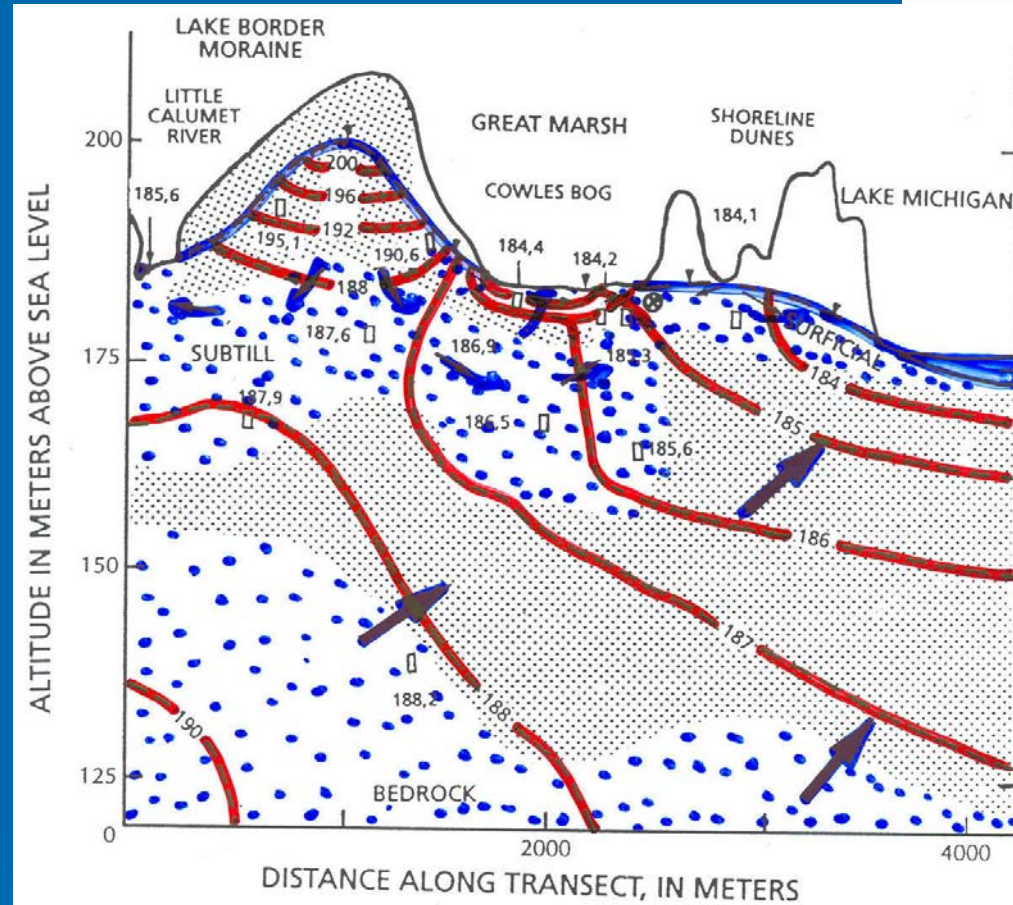 LAKE BORDER
MORAINE
LITTLE
CALUMET
RIVER
GREAT MARSH
SHORELINE
DUNES
200
185,6
COWLES BOG
184,1
LAKE MICHIGAN
200
196
195,1
192
190,6
184,4
184,2
188
187,6
SURFICIAL
175
SUBTILL
186,9
185,3
184
187,9
186,5
185,6
185
186
150
187
188,2
188
190
125
BEDROCK
0
2000
4000
ALTITUDE IN METERS ABOVE SEA LEVEL
DISTANCE ALONG TRANSECT, IN METERS